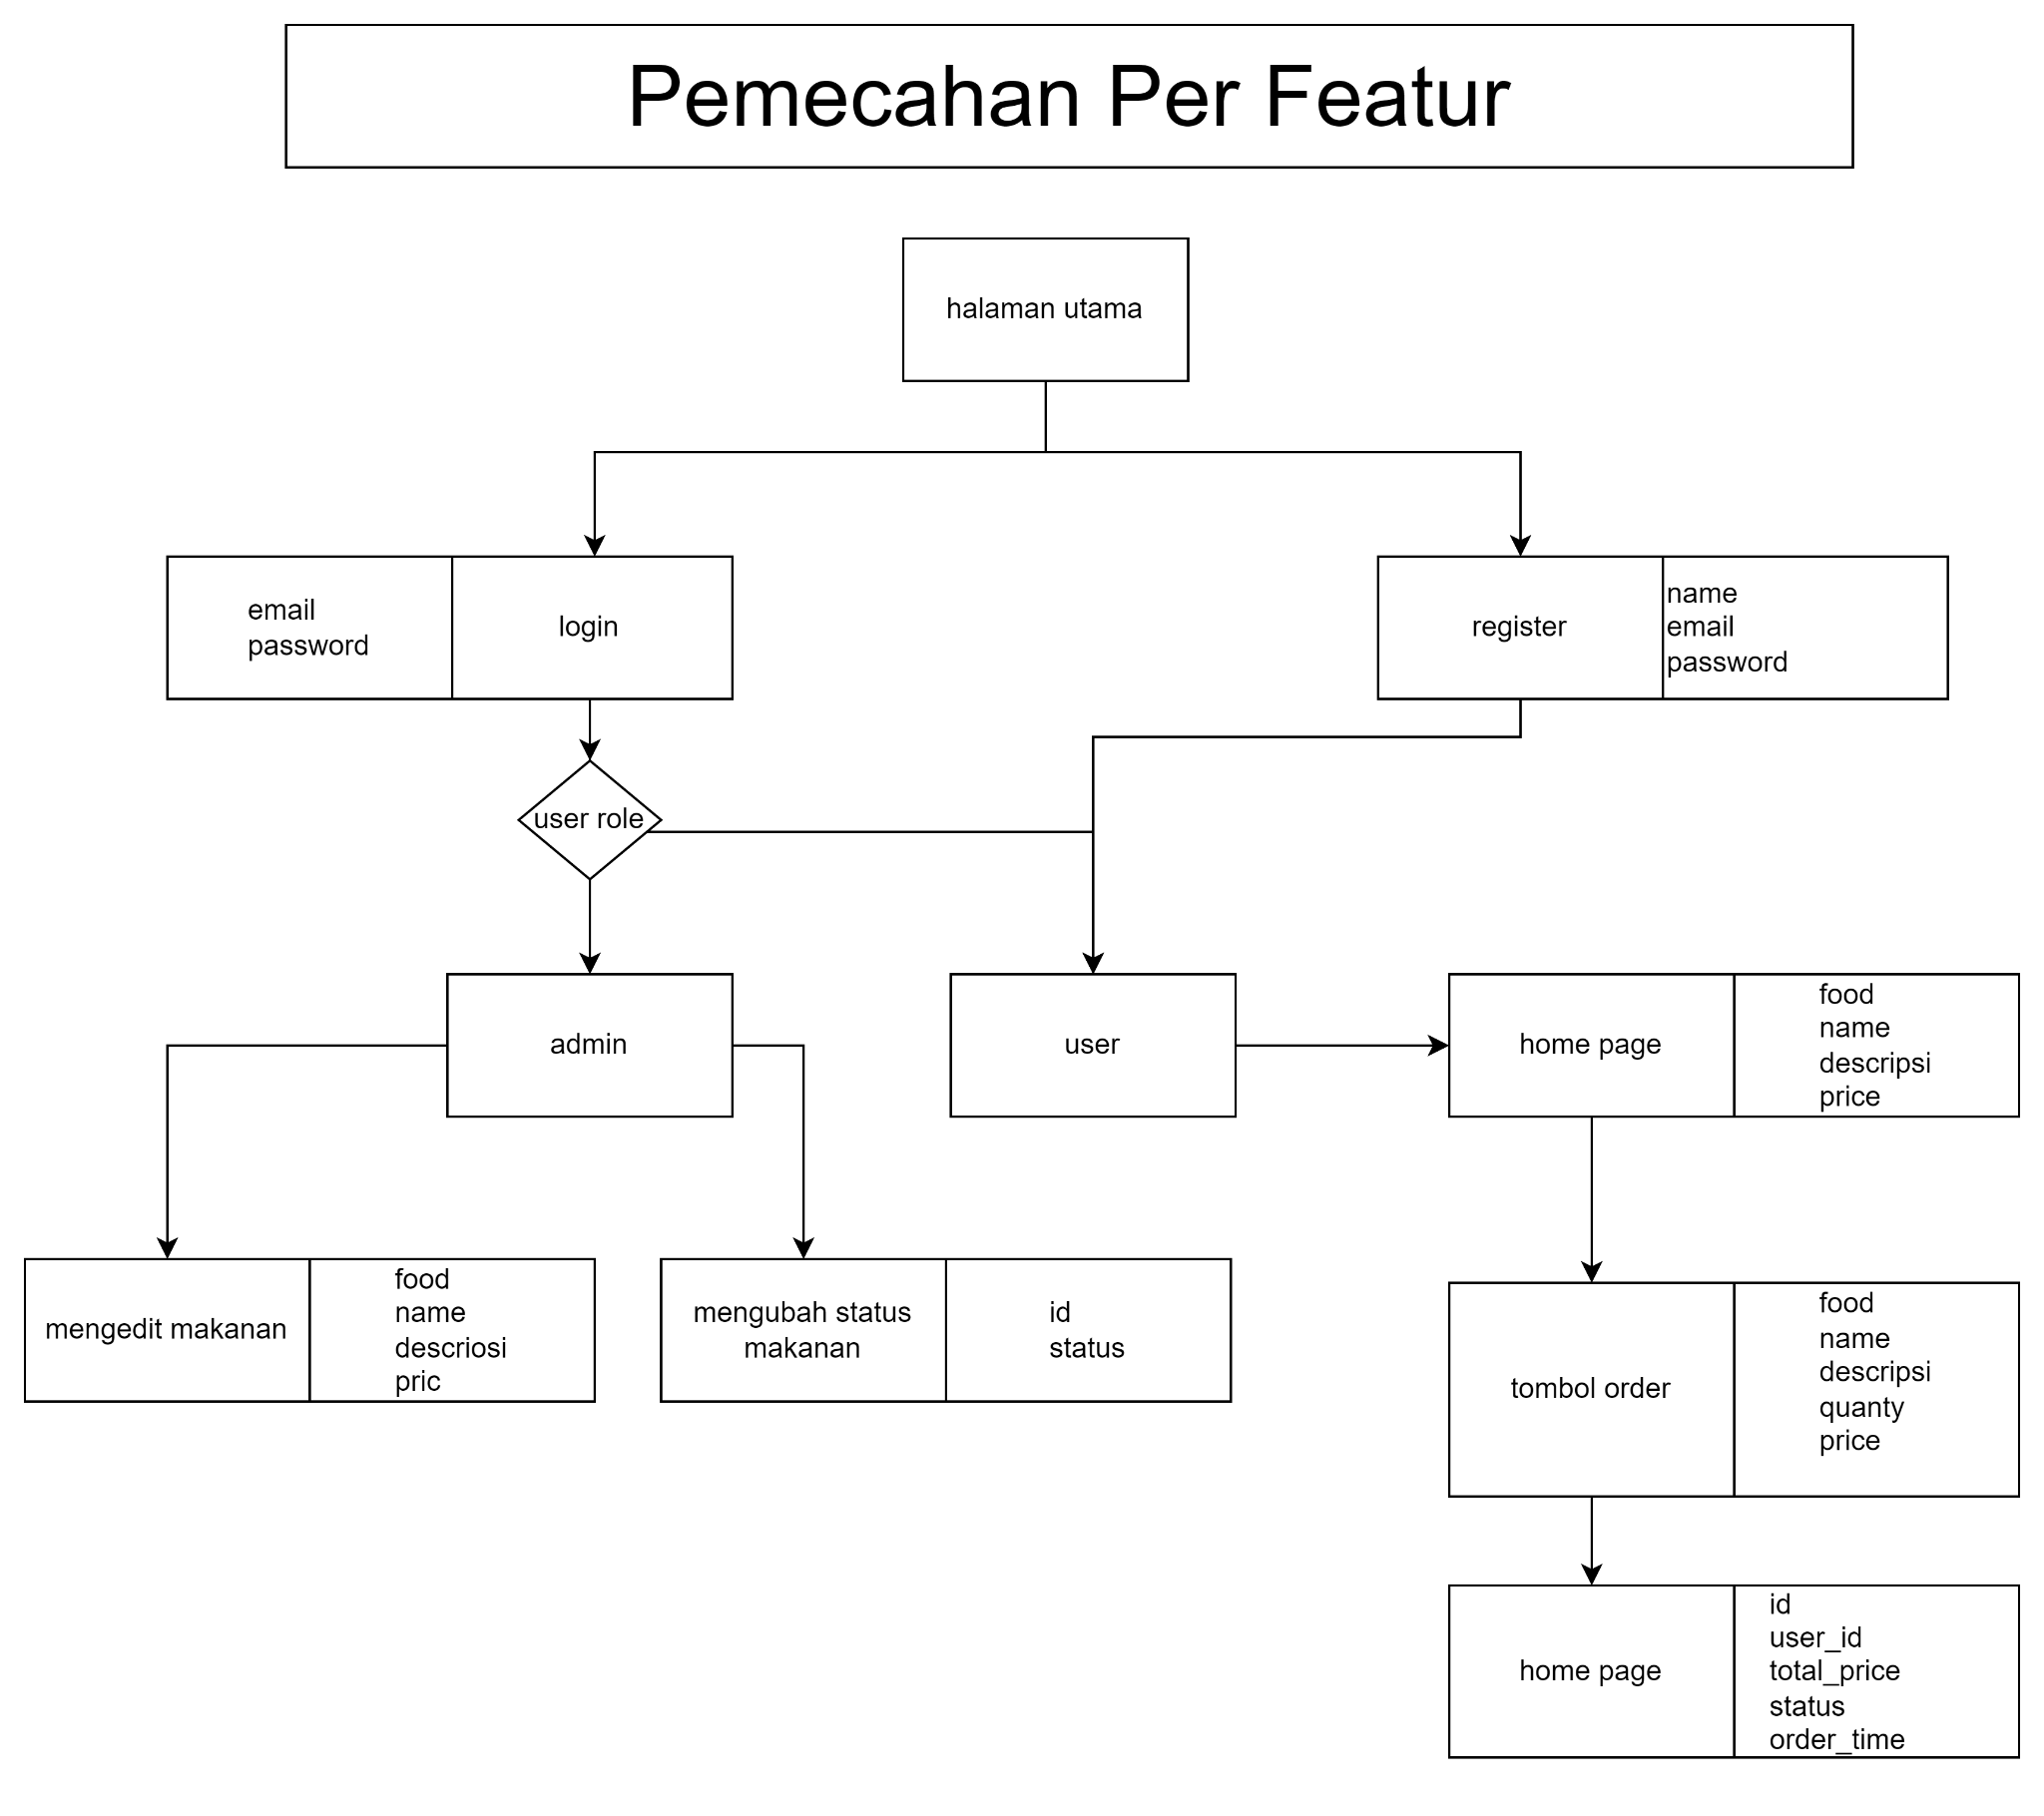 Pemecahan Per Featur
halaman utama
email
password
login
register
name
email
password
user role
admin
user
home page
food
name
descripsi
price
mengedit makanan
food
name
descriosi
pric
mengubah status
makanan
id
status
tombol order
food
name
descripsi
quanty
price
home page
id
user_id
total_price
status
order_time